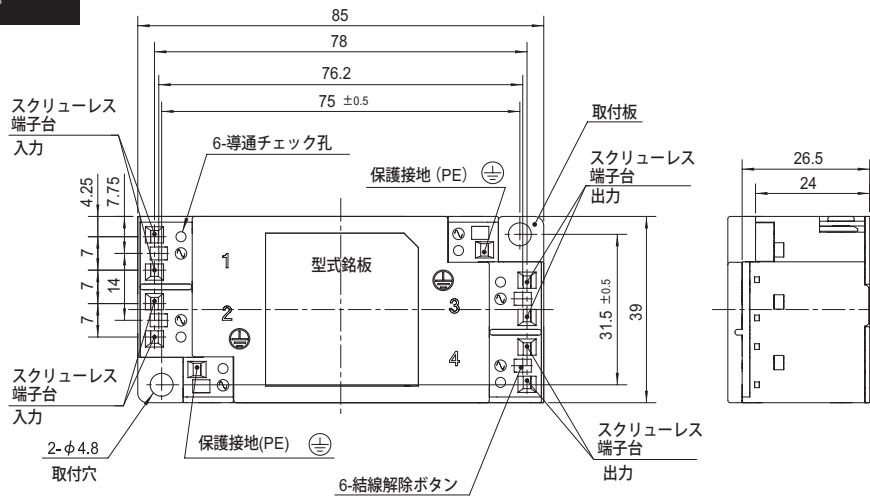 85
78
76.2
75 ±0.5
スクリューレス
端子台
入力
6-導通チェック孔
保護接地 (PE)
取付板
スクリューレス
端子台
出力
26.5
24
4.25
7.75
7
7
14
7
1
2
型式銘板
3
4
31.5 ±0.5
39
スクリューレス
端子台
入力
2-φ4.8
取付穴
保護接地(PE)
6-結線解除ボタン
スクリューレス
端子台
出力